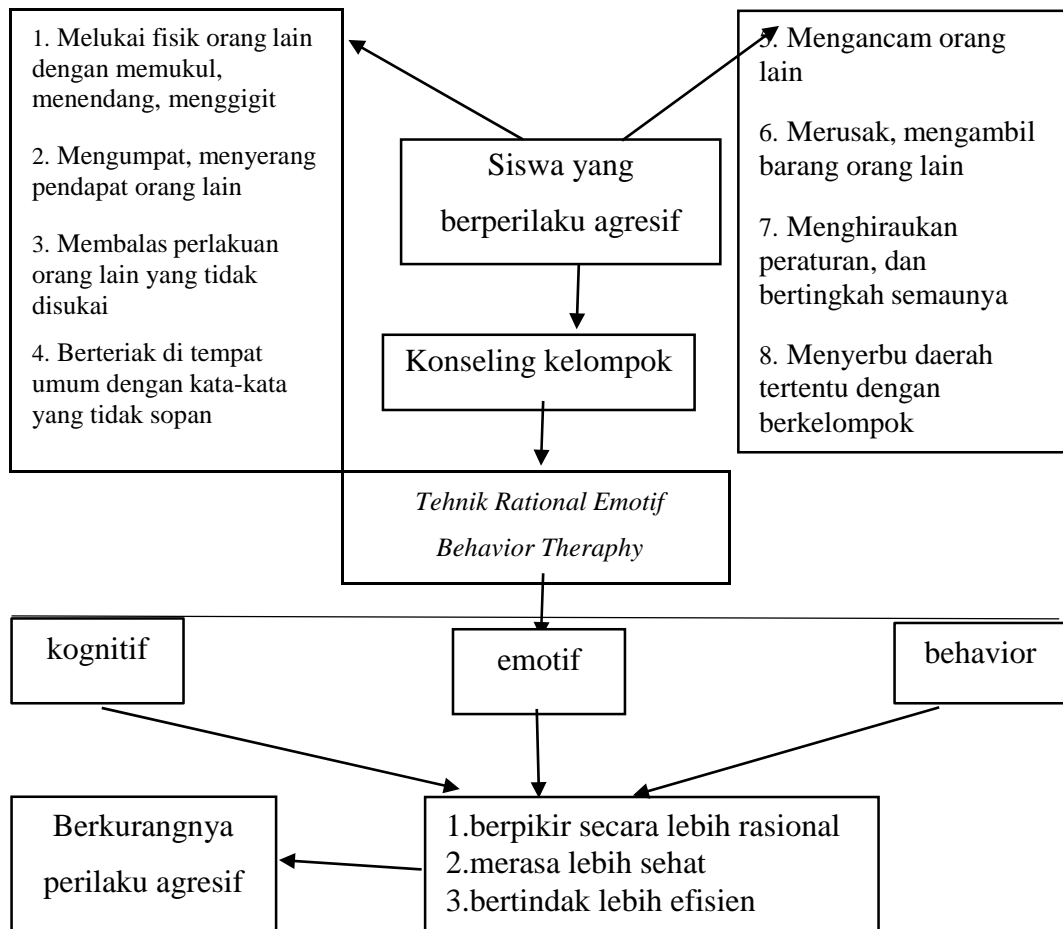 1. Melukai fisik orang lain
dengan memukul,
menendang, menggigit
2. Mengumpat, menyerang
pendapat orang lain
3. Membalas perlakuan
orang lain yang tidak
disukai
4. Berteriak di tempat
umum dengan kata-kata
yang tidak sopan
5. Mengancam orang
lain
6. Merusak, mengambil
barang orang lain
7. Menghiraukan
peraturan, dan
bertingkah semaunya
8. Menyerbu daerah
tertentu dengan
berkelompok
Siswa yang
berperilaku agresif
Konseling kelompok
Tehnik Rational Emotif
Behavior Theraphy
kognitif
emotif
behavior
Berkurangnya
perilaku agresif
1.berpikir secara lebih rasional
2.merasa lebih sehat
3.bertindak lebih efisien